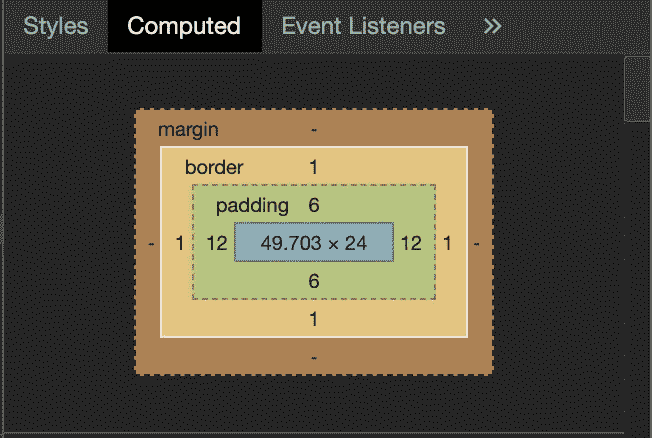 Styles Computed Event Listeners »
margin -
border 1
padding 6
- 1 12 49.703 × 24 12 1 -
6
1
-